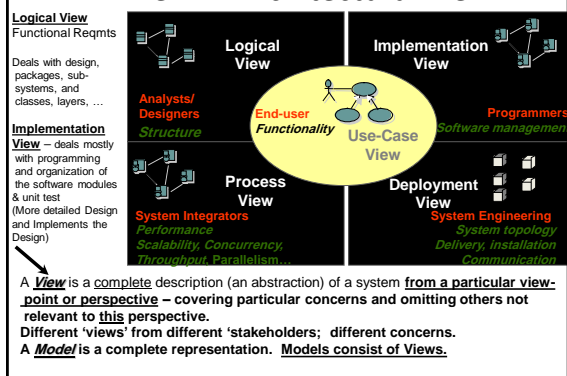 Logical View
Functional Reqmts
Deals with design,
packages, sub-
systems, and
classes, layers, …
Implementation
View – deals mostly
with programming
and organization of
the software modules
& unit test
(More detailed Design
and Implements the
Design)
Logical
View
Analysts/
Designers
Structure
Implementation
View
Programmers
Software management
End-user
Functionality
Use-Case
View
Process
View
System Integrators
Performance
Scalability, Concurrency,
Throughput, Parallelism…
Deployment
View
System Engineering
System topology
Delivery, installation
Communication
A View is a complete description (an abstraction) of a system from a particular view-
point or perspective – covering particular concerns and omitting others not
relevant to this perspective.
Different 'views' from different 'stakeholders; different concerns.
A Model is a complete representation. Models consist of Views.